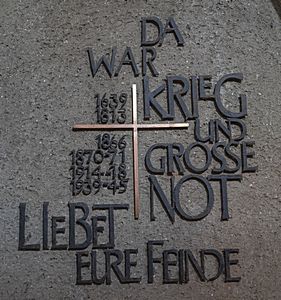 DA
WAR
KRIEG
UND
GROSSE
NOT
1639
1813
1866
1870-71
1914-18
1939-45
LIEBET
EURE FEINDE